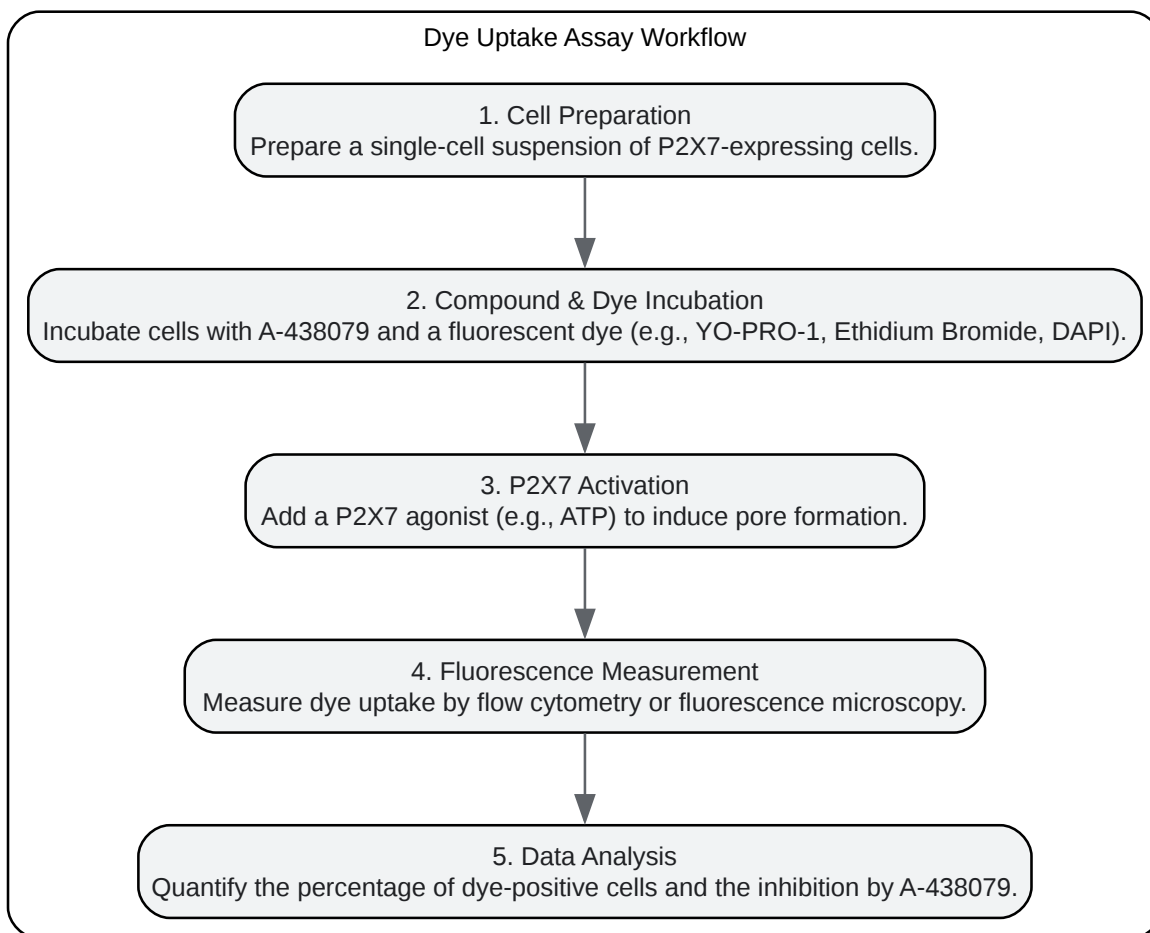 Dye Uptake Assay Workflow
1. Cell Preparation
Prepare a single-cell suspension of P2X7-expressing cells.
2. Compound & Dye Incubation
Incubate cells with A-438079 and a fluorescent dye (e.g., YO-PRO-1, Ethidium Bromide, DAPI).
3. P2X7 Activation
Add a P2X7 agonist (e.g., ATP) to induce pore formation.
4. Fluorescence Measurement
Measure dye uptake by flow cytometry or fluorescence microscopy.
5. Data Analysis
Quantify the percentage of dye-positive cells and the inhibition by A-438079.